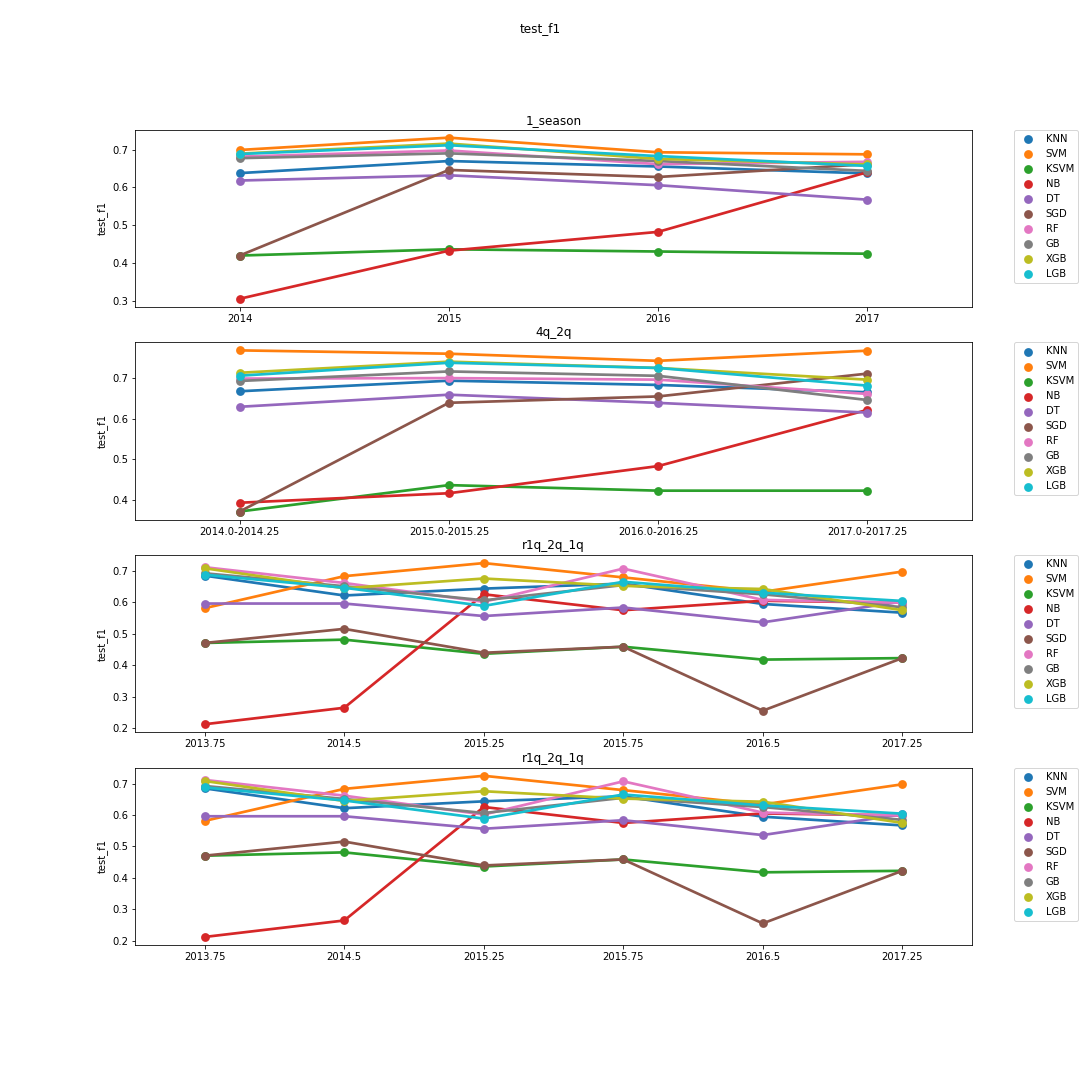 test_f1
1_season
test_f1
0.7
0.6
0.5
0.4
0.3
2014 2015 2016 2017
KNN
SVM
KSVM
NB
DT
SGD
RF
GB
XGB
LGB
4q_2q
test_f1
0.7
0.6
0.5
0.4
2014.0-2014.25 2015.0-2015.25 2016.0-2016.25 2017.0-2017.25
KNN
SVM
KSVM
NB
DT
SGD
RF
GB
XGB
LGB
r1q_2q_1q
test_f1
0.7
0.6
0.5
0.4
0.3
0.2
2013.75 2014.5 2015.25 2015.75 2016.5 2017.25
KNN
SVM
KSVM
NB
DT
SGD
RF
GB
XGB
LGB
r1q_2q_1q
test_f1
0.7
0.6
0.5
0.4
0.3
0.2
2013.75 2014.5 2015.25 2015.75 2016.5 2017.25
KNN
SVM
KSVM
NB
DT
SGD
RF
GB
XGB
LGB